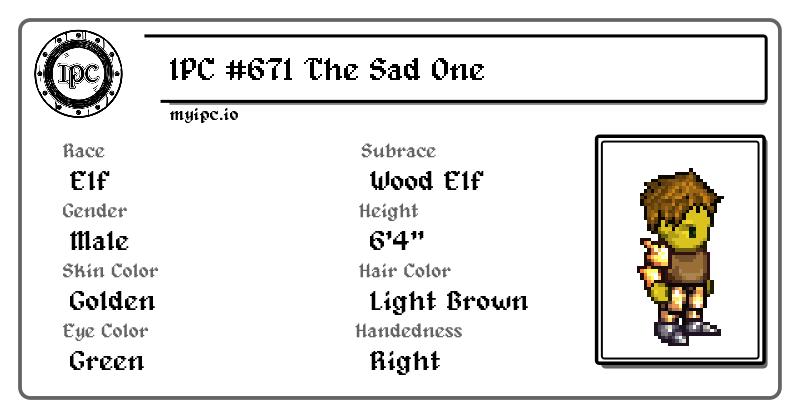 IPC
IPC #671 The Sad One
myipc.io
Race
Subrace
Elf
Wood Elf
Gender
Height
Male
6'4"
Skin Color
Hair Color
Golden
Light Brown
Eye Color
Handedness
Green
Right